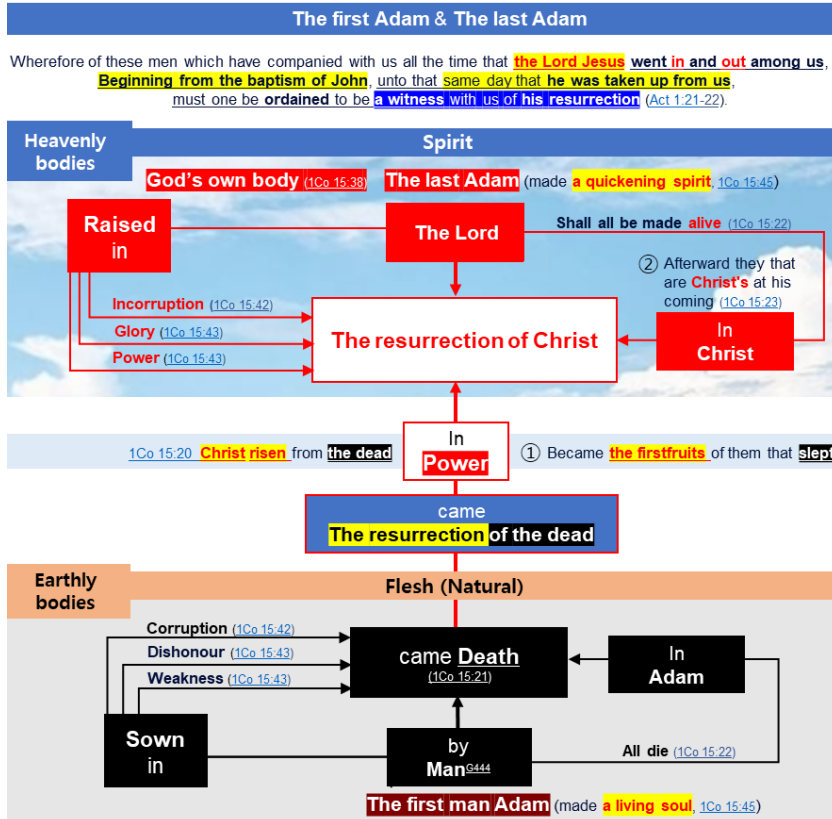 The first Adam & The last Adam
Wherefore of these men which have companied with us all the time that the Lord Jesus went in and out among us,
Beginning from the baptism of John, unto that same day that he was taken up from us,
must one be ordained to be a witness with us of his resurrection (Act 1:21-22).
Heavenly
bodies
Spirit
God's own body (1Co 15:38)
The last Adam (made a quickening spirit, 1Co 15:45)
Raised
in
The Lord
Shall all be made alive (1Co 15:22)
② Afterward they that
are Christ's at his
coming (1Co 15:23)
Incorruption (1Co 15:42)
Glory (1Co 15:43)
Power (1Co 15:43)
The resurrection of Christ
In
Christ
1Co 15:20 Christ risen from the dead
In
Power
① Became the firstfruits of them that slept
came
The resurrection of the dead
Earthly
bodies
Flesh (Natural)
Corruption (1Co 15:42)
Dishonour (1Co 15:43)
Weakness (1Co 15:43)
came Death
(1Co 15:21)
In
Adam
Sown
in
by
Man G444
All die (1Co 15:22)
The first man Adam (made a living soul, 1Co 15:45)